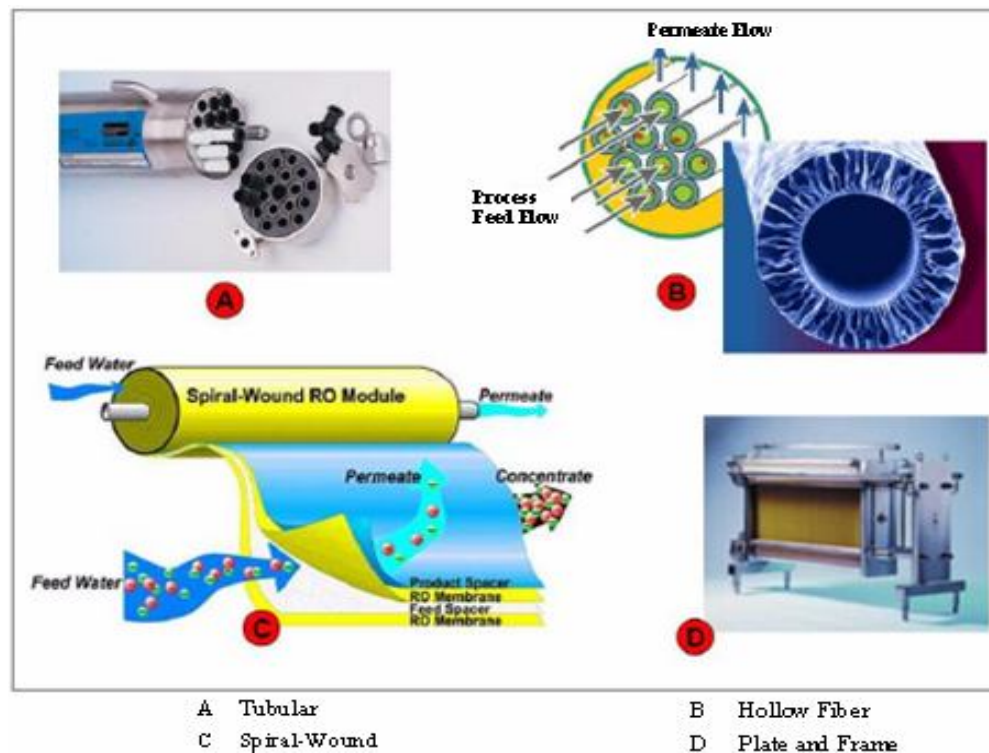 Permeate Flow
Process
Feed Flow
A
B
Feed Water
Spiral-Wound RO Module
Permeate
Permeate
Concentrate
Feed Water
Product Spacer
RO Membrane
Feed Spacer
RO Membrane
C
D
A Tubular
B Hollow Fiber
C Spiral-Wound
D Plate and Frame